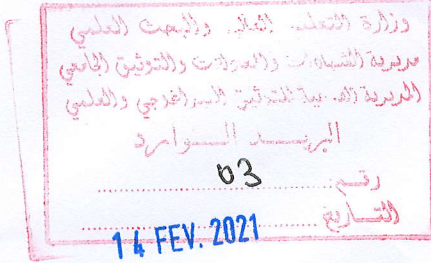 وزارة التعليم العالي والبحث العلمي
مديرية الشهادات والمعادلات والتوثيق الجامعي
المديرية الفرعية للتوثيق البيداغوجي والعلمي
البريد الوارد
رقم: 03
التاريخ 14 FEV. 2021